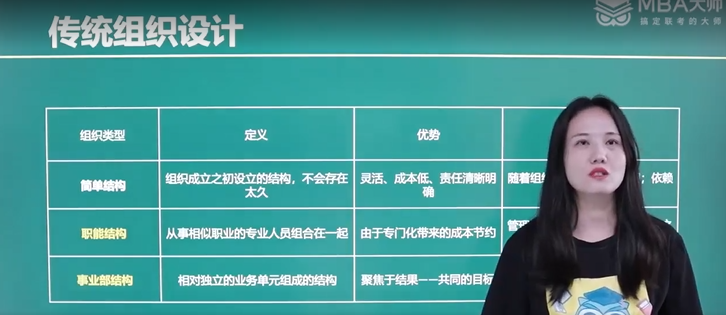 MBA大师
搞定联考的大师
传统组织设计
组织类型
定义
优势
简单结构
组织成立之初设立的结构，不会存在
太久
灵活、成本低、责任清晰明
确
随着组
；依赖
职能结构
从事相似职业的专业人员组合在一起
由于专门化带来的成本节约
管理
事业部结构
相对独立的业务单元组成的结构
聚焦于结果——共同的目标